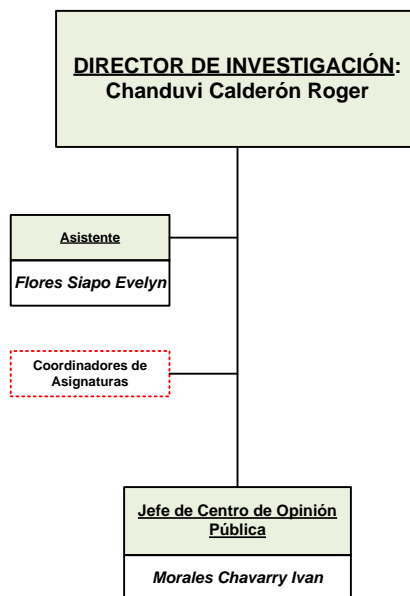 DIRECTOR DE INVESTIGACIÓN:
Chanduvi Calderón Roger
Asistente
Flores Siapo Evelyn
Coordinadores de
Asignaturas
Jefe de Centro de Opinión
Pública
Morales Chavarry Ivan